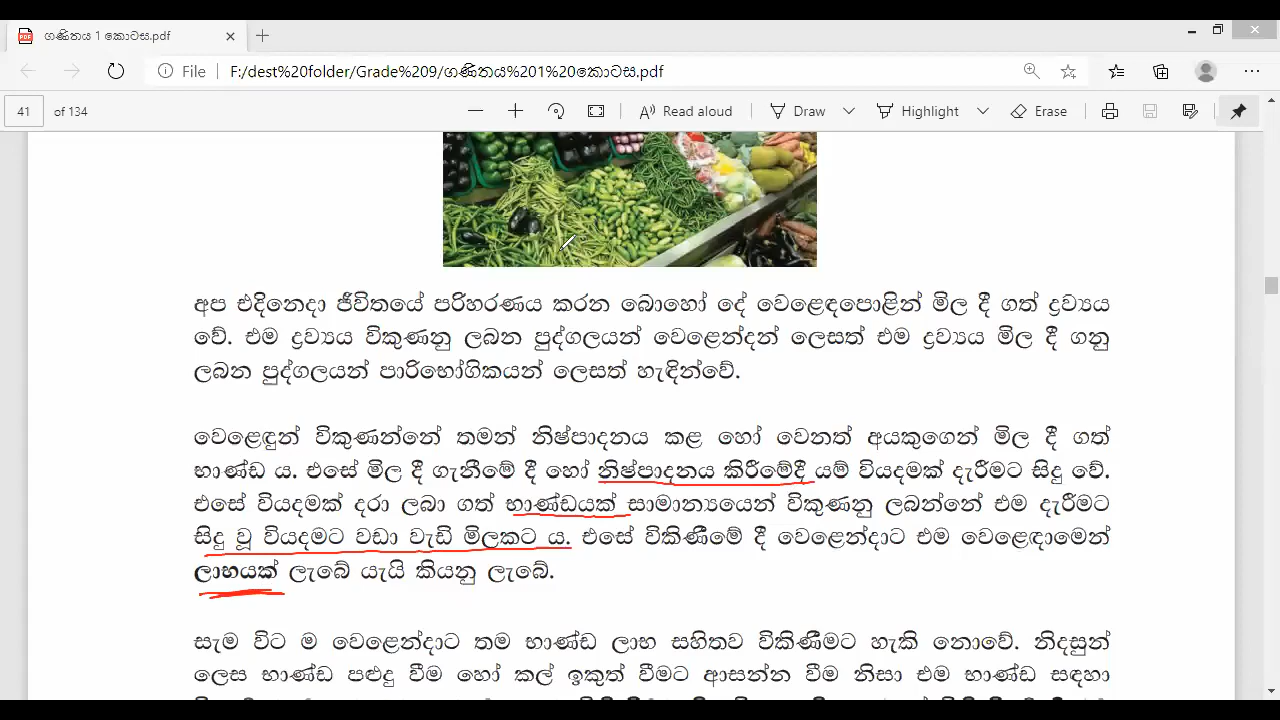 ගණිතය 1 කොටස.pdf
File F:/dest%20folder/Grade%209/ගණිතය%201%20කොටස.pdf
41 of 134 Read aloud Draw Highlight Erase
අප එදිනෙදා ජීවිතයේ පරිහරණය කරන බොහෝ දේ වෙළෙඳපොළින් මිල දී ගත් ද්‍රව්‍යය
වේ. එම ද්‍රව්‍යය විකුණනු ලබන පුද්ගලයන් වෙළෙන්දන් ලෙසත් එම ද්‍රව්‍යය මිල දී ගනු
ලබන පුද්ගලයන් පාරිභෝගිකයන් ලෙසත් හැඳින්වේ.
වෙළෙඳුන් විකුණන්නේ තමන් නිෂ්පාදනය කළ හෝ වෙනත් අයකුගෙන් මිල දී ගත්
භාණ්ඩ ය. එසේ මිල දී ගැනීමේ දී හෝ නිෂ්පාදනය කිරීමේදී යම් වියදමක් දැරීමට සිදු වේ.
එසේ වියදමක් දරා ලබා ගත් භාණ්ඩයක් සාමාන්‍යයෙන් විකුණනු ලබන්නේ එම දැරීමට
සිදු වූ වියදමට වඩා වැඩි මිලකට ය. එසේ විකිණීමේ දී වෙළෙන්දාට එම වෙළෙඳාමෙන්
ලාභයක් ලැබේ යැයි කියනු ලැබේ.
සැම විට ම වෙළෙන්දාට තම භාණ්ඩ ලාභ සහිතව විකිණීමට හැකි නොවේ. නිදසුන්
ලෙස භාණ්ඩ පළුදු වීම හෝ කල් ඉකුත් වීමට ආසන්න වීම නිසා එම භාණ්ඩ සඳහා